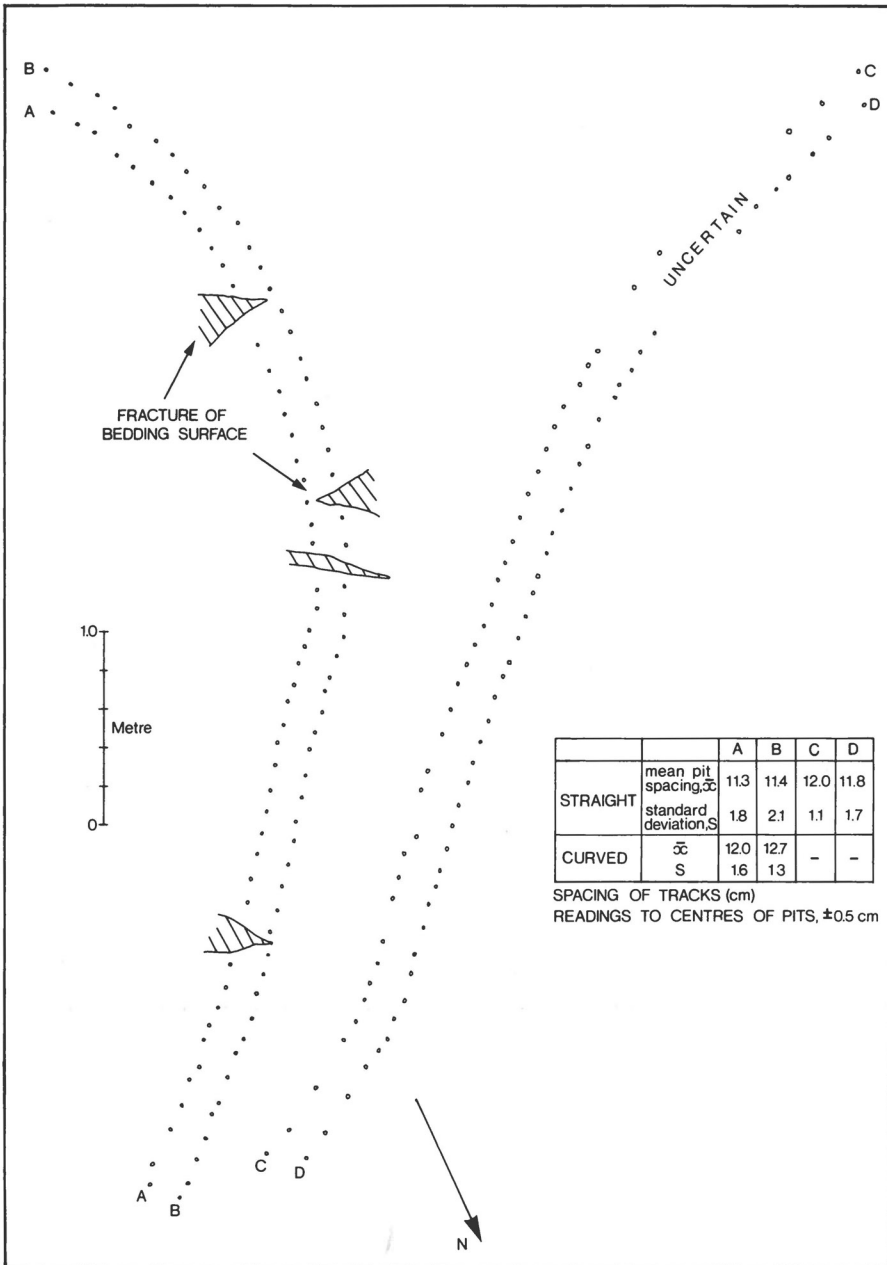 B
A
C
D
UNCERTAIN
FRACTURE OF
BEDDING SURFACE
1.0
Metre
0
A B C D
STRAIGHT mean pit spacing, x̄ 11.3 11.4 12.0 11.8
standard deviation, S 1.8 2.1 1.1 1.7
CURVED x̄ 12.0 12.7 – –
S 1.6 13
SPACING OF TRACKS (cm)
READINGS TO CENTRES OF PITS, ±0.5 cm
A
B
C
D
N